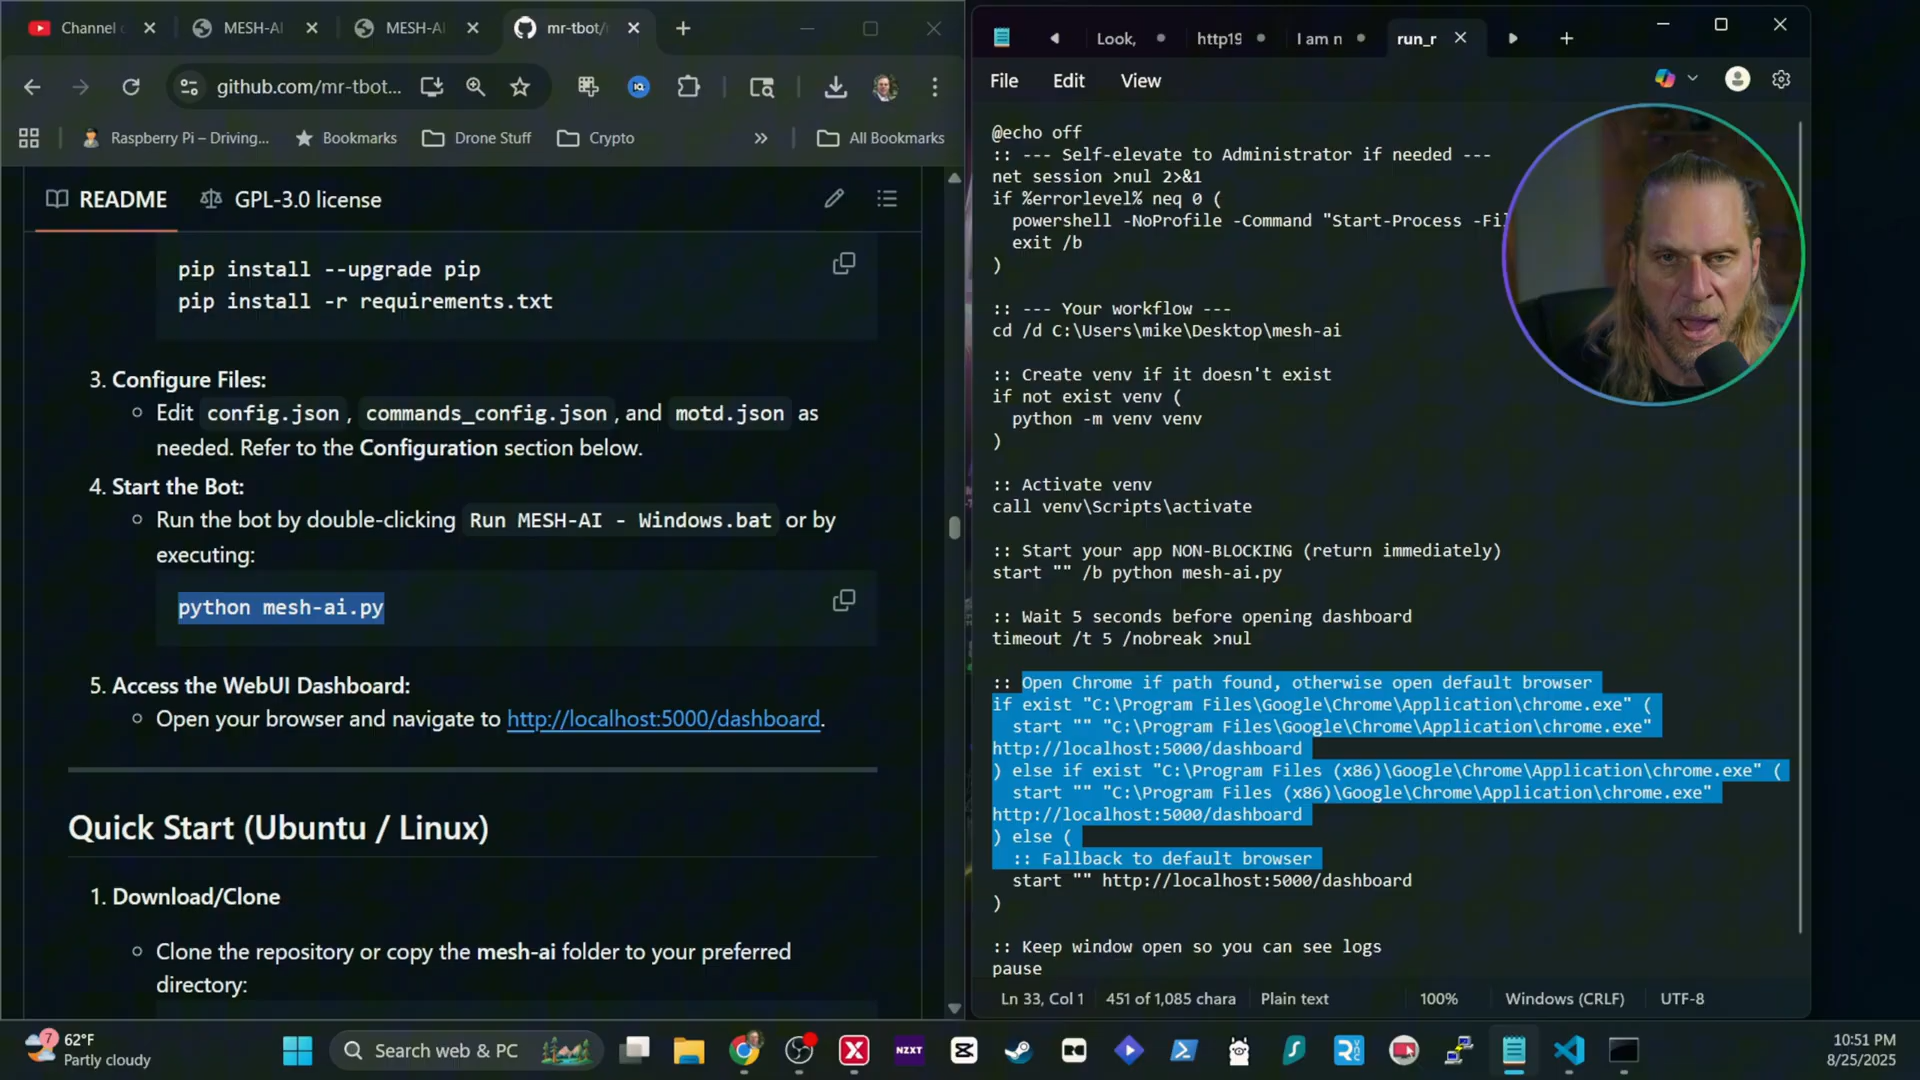 Channel
MESH-AI
MESH-AI
mr-tbot/
github.com/mr-tbot...
Raspberry Pi – Driving...
Bookmarks
Drone Stuff
Crypto
»
All Bookmarks
README
GPL-3.0 license
pip install --upgrade pip
pip install -r requirements.txt
3. Configure Files:
Edit config.json, commands_config.json, and motd.json as
needed. Refer to the Configuration section below.
4. Start the Bot:
Run the bot by double-clicking Run MESH-AI - Windows.bat or by
executing:
python mesh-ai.py
5. Access the WebUI Dashboard:
Open your browser and navigate to http://localhost:5000/dashboard.
Quick Start (Ubuntu / Linux)
1. Download/Clone
Clone the repository or copy the mesh-ai folder to your preferred
directory:
Look,
http19
I am n
run_r
File
Edit
View
@echo off
:: --- Self-elevate to Administrator if needed ---
net session >nul 2>&1
if %errorlevel% neq 0 (
powershell -NoProfile -Command "Start-Process -Fil
exit /b
)
:: --- Your workflow ---
cd /d C:\Users\mike\Desktop\mesh-ai
:: Create venv if it doesn't exist
if not exist venv (
python -m venv venv
)
:: Activate venv
call venv\Scripts\activate
:: Start your app NON-BLOCKING (return immediately)
start "" /b python mesh-ai.py
:: Wait 5 seconds before opening dashboard
timeout /t 5 /nobreak >nul
:: Open Chrome if path found, otherwise open default browser
if exist "C:\Program Files\Google\Chrome\Application\chrome.exe" (
start "" "C:\Program Files\Google\Chrome\Application\chrome.exe"
http://localhost:5000/dashboard
) else if exist "C:\Program Files (x86)\Google\Chrome\Application\chrome.exe" (
start "" "C:\Program Files (x86)\Google\Chrome\Application\chrome.exe"
http://localhost:5000/dashboard
) else (
:: Fallback to default browser
start "" http://localhost:5000/dashboard
)
:: Keep window open so you can see logs
pause
Ln 33, Col 1
451 of 1,085 chara
Plain text
100%
Windows (CRLF)
UTF-8
7
62°F
Partly cloudy
Search web & PC
NZXT
10:51 PM
8/25/2025